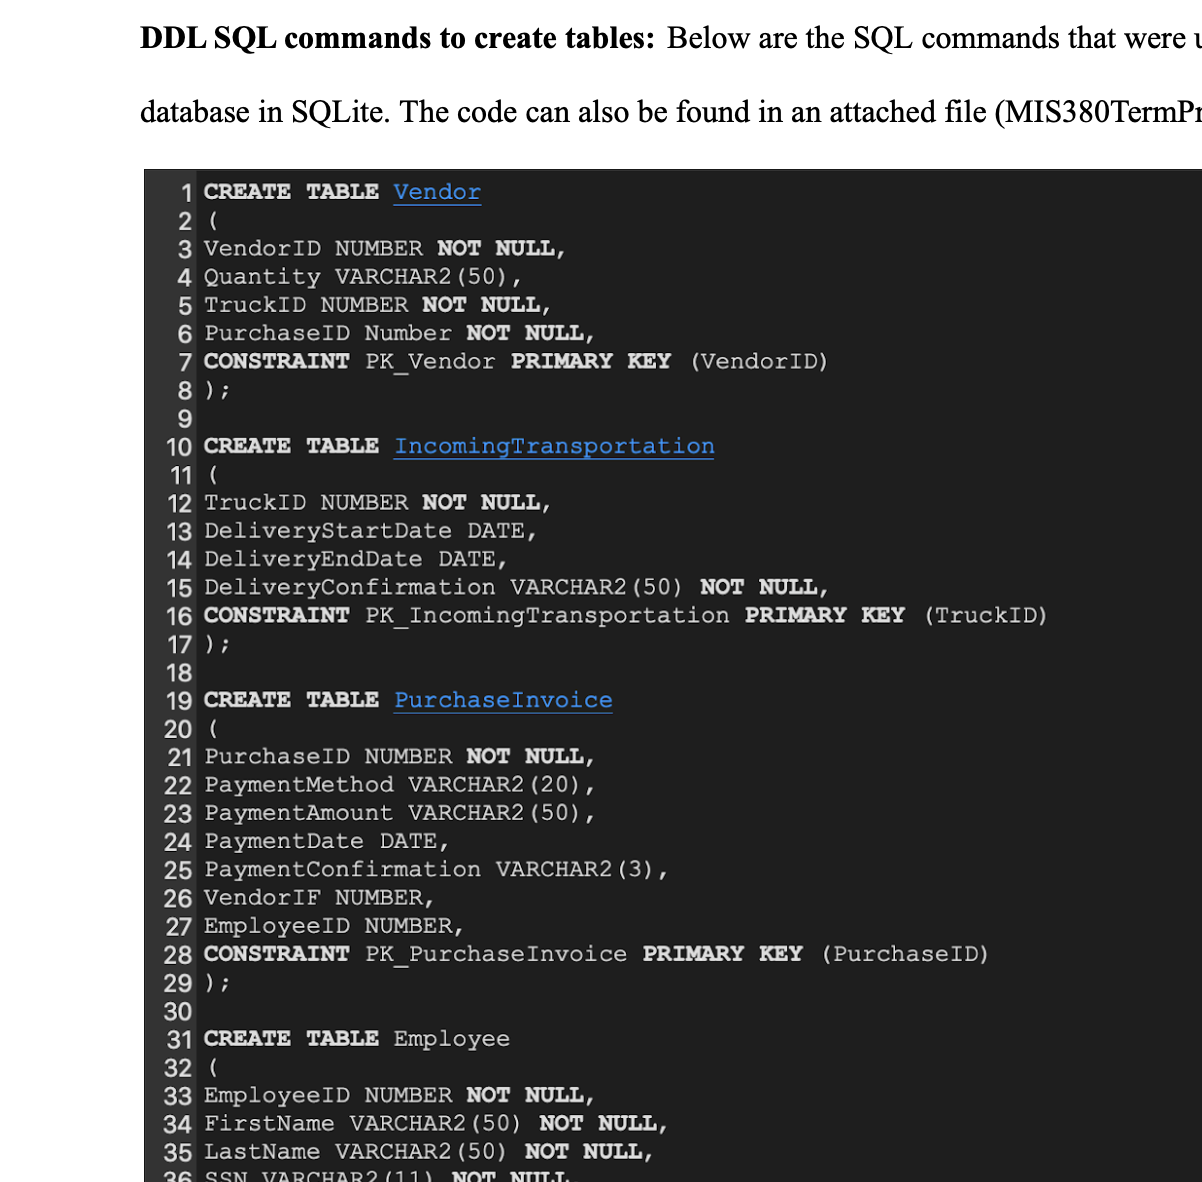 DDL SQL commands to create tables: Below are the SQL commands that were
database in SQLite. The code can also be found in an attached file (MIS380TermPr
1 CREATE TABLE Vendor
2 (
3 VendorID NUMBER NOT NULL,
4 Quantity VARCHAR2(50),
5 TruckID NUMBER NOT NULL,
6 PurchaseID Number NOT NULL,
7 CONSTRAINT PK_Vendor PRIMARY KEY (VendorID)
8 );
9
10 CREATE TABLE IncomingTransportation
11 (
12 TruckID NUMBER NOT NULL,
13 DeliveryStartDate DATE,
14 DeliveryEndDate DATE,
15 DeliveryConfirmation VARCHAR2(50) NOT NULL,
16 CONSTRAINT PK_IncomingTransportation PRIMARY KEY (TruckID)
17 );
18
19 CREATE TABLE PurchaseInvoice
20 (
21 PurchaseID NUMBER NOT NULL,
22 PaymentMethod VARCHAR2(20),
23 PaymentAmount VARCHAR2(50),
24 PaymentDate DATE,
25 PaymentConfirmation VARCHAR2(3),
26 VendorIF NUMBER,
27 EmployeeID NUMBER,
28 CONSTRAINT PK_PurchaseInvoice PRIMARY KEY (PurchaseID)
29 );
30
31 CREATE TABLE Employee
32 (
33 EmployeeID NUMBER NOT NULL,
34 FirstName VARCHAR2(50) NOT NULL,
35 LastName VARCHAR2(50) NOT NULL,
36 SSN VARCHAR2(11) NOT NULL,